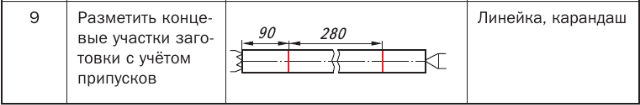 9
Разметить конце-
вые участки заго-
товки с учётом
припусков
90
280
Линейка, карандаш